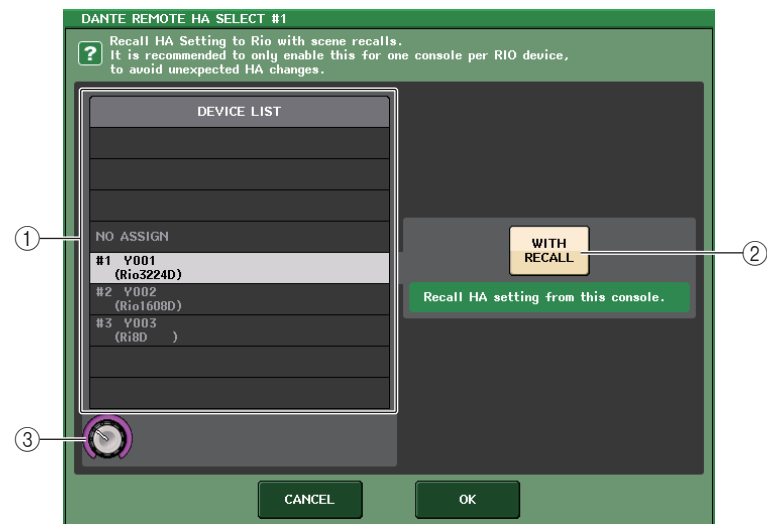 DANTE REMOTE HA SELECT #1
? Recall HA Setting to Rio with scene recalls.
It is recommended to only enable this for one console per RIO device,
to avoid unexpected HA changes.
DEVICE LIST
NO ASSIGN
#1 Y001
(Rio3224D)
#2 Y002
(Rio1608D)
#3 Y003
(Ri8D )
WITH
RECALL
Recall HA setting from this console.
CANCEL
OK
①
②
③